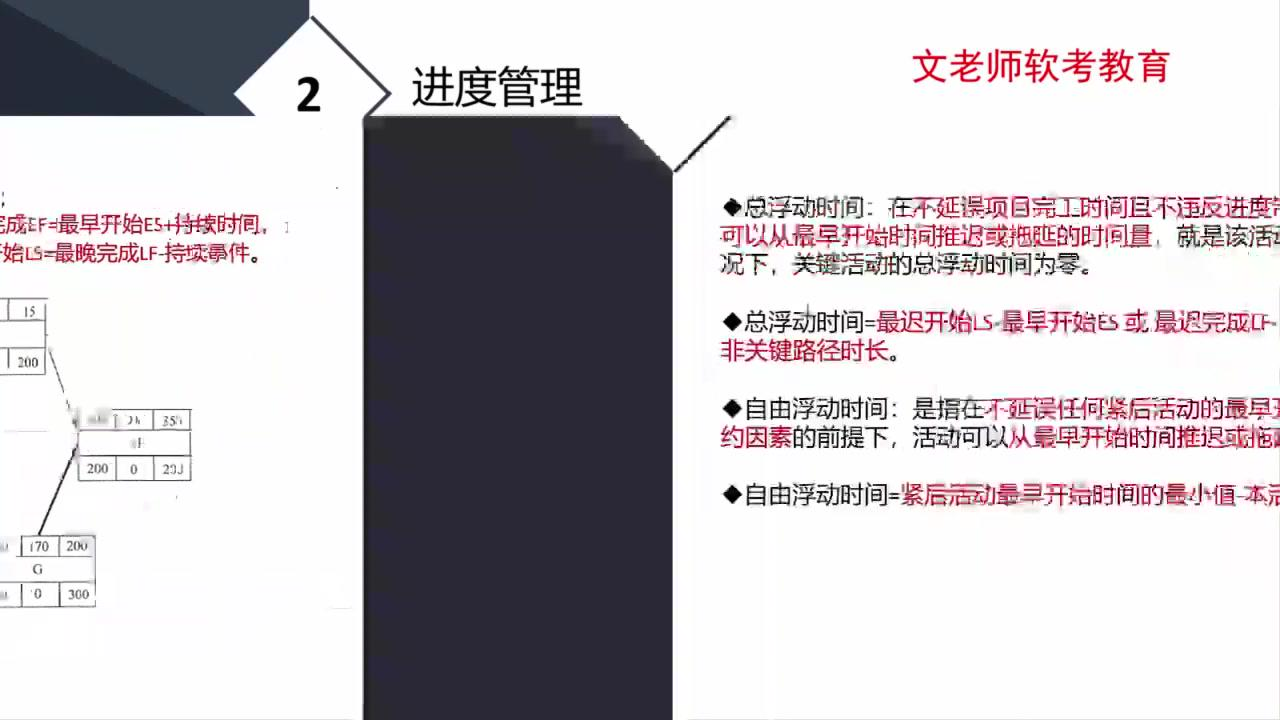 2
进度管理
文老师软考教育
完成EF=最早开始ES+持续时间，
始LS=最晚完成LF-持续事件。
15
200
200 0
170 200
G
0 300
◆总浮动时间：在不延误项目完工时间且不违反进度
可以从最早开始时间推迟或拖延的时间量，就是该活
况下，关键活动的总浮动时间为零。
◆总浮动时间=最迟开始LS-最早开始ES 或 最迟完成LF-
非关键路径时长。
◆自由浮动时间：是指在不延误任何紧后活动的最早
约因素的前提下，活动可以从最早开始时间推迟或拖
◆自由浮动时间=紧后活动最早开始时间的最小值-本活